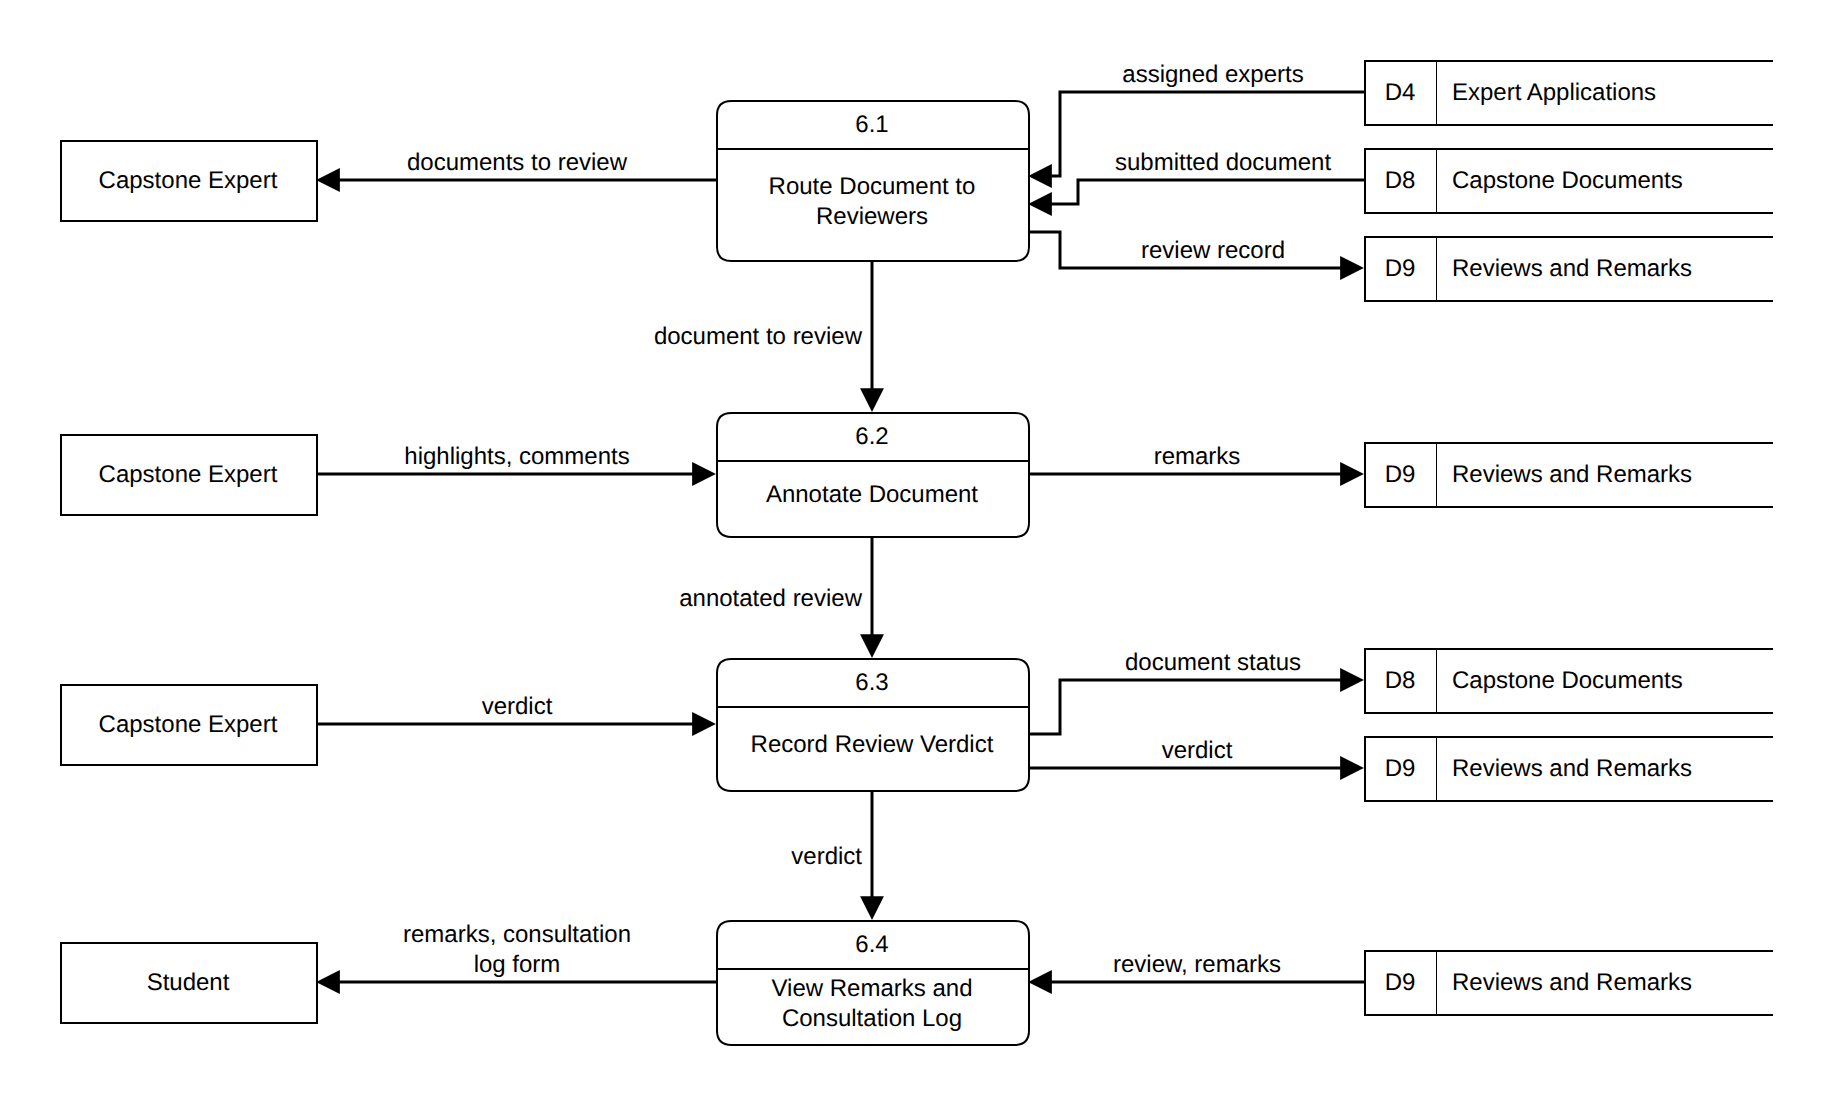 assigned experts
D4
Expert Applications
6.1
Capstone Expert
documents to review
Route Document to
Reviewers
submitted document
D8
Capstone Documents
review record
D9
Reviews and Remarks
document to review
6.2
Capstone Expert
highlights, comments
Annotate Document
remarks
D9
Reviews and Remarks
annotated review
6.3
document status
D8
Capstone Documents
Capstone Expert
verdict
Record Review Verdict
verdict
D9
Reviews and Remarks
verdict
6.4
Student
remarks, consultation
log form
View Remarks and
Consultation Log
review, remarks
D9
Reviews and Remarks